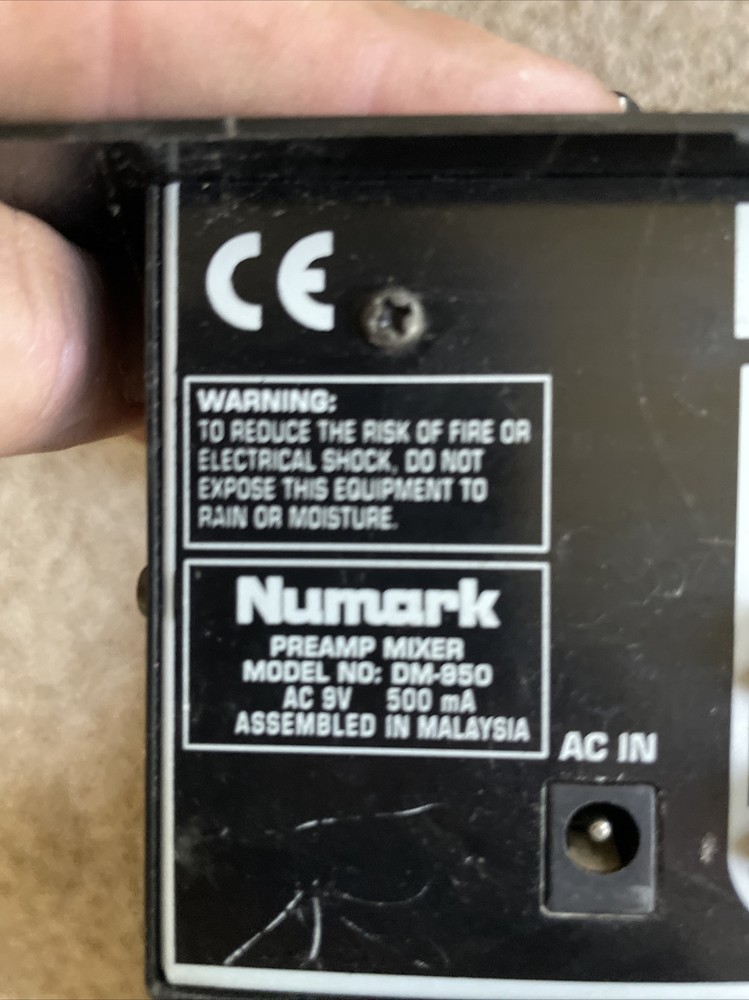 CE
WARNING:
TO REDUCE THE RISK OF FIRE OR
ELECTRICAL SHOCK, DO NOT
EXPOSE THIS EQUIPMENT TO
RAIN OR MOISTURE.
Numark
PREAMP MIXER
MODEL NO: DM-950
AC 9V 500 mA
ASSEMBLED IN MALAYSIA
AC IN